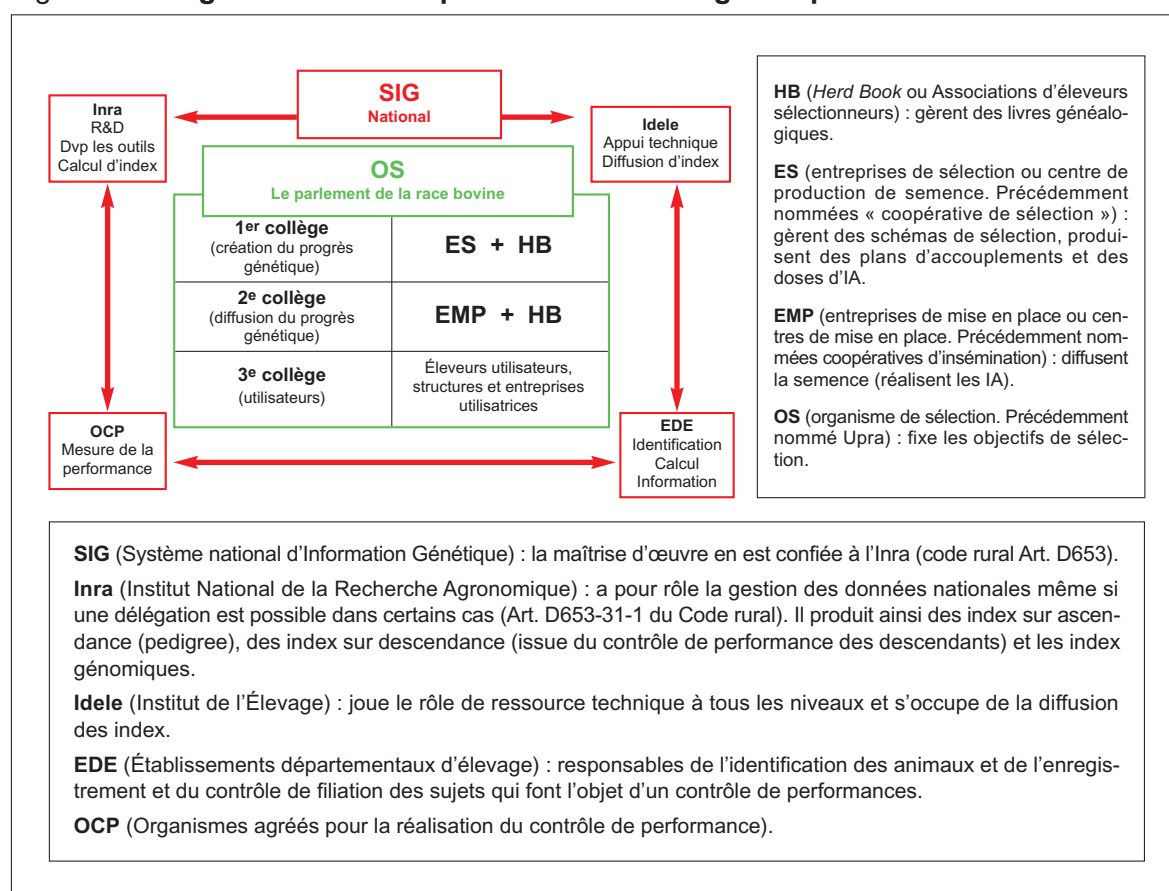 SIG
National
Inra
R&D
Dvp les outils
Calcul d'index
Idele
Appui technique
Diffusion d'index
OS
Le parlement de la race bovine
1er collège
(création du progrès
génétique)
ES + HB
2e collège
(diffusion du progrès
génétique)
EMP + HB
3e collège
(utilisateurs)
Éleveurs utilisateurs,
structures et entreprises
utilisatrices
OCP
Mesure de la
performance
EDE
Identification
Calcul
Information
HB (Herd Book ou Associations d'éleveurs
sélectionneurs) : gèrent des livres généalo-
giques.
ES (entreprises de sélection ou centre de
production de semence. Précédemment
nommées « coopérative de sélection ») :
gèrent des schémas de sélection, produi-
sent des plans d'accouplements et des
doses d'IA.
EMP (entreprises de mise en place ou cen-
tres de mise en place. Précédemment nom-
mées coopératives d'insémination) : diffusent
la semence (réalisent les IA).
OS (organisme de sélection. Précédemment
nommé Upra) : fixe les objectifs de sélec-
tion.
SIG (Système national d'Information Génétique) : la maîtrise d'œuvre en est confiée à l'Inra (code rural Art. D653).
Inra (Institut National de la Recherche Agronomique) : a pour rôle la gestion des données nationales même si
une délégation est possible dans certains cas (Art. D653-31-1 du Code rural). Il produit ainsi des index sur ascen-
dance (pedigree), des index sur descendance (issue du contrôle de performance des descendants) et les index
génomiques.
Idele (Institut de l'Élevage) : joue le rôle de ressource technique à tous les niveaux et s'occupe de la diffusion
des index.
EDE (Établissements départementaux d'élevage) : responsables de l'identification des animaux et de l'enregis-
trement et du contrôle de filiation des sujets qui font l'objet d'un contrôle de performances.
OCP (Organismes agréés pour la réalisation du contrôle de performance).